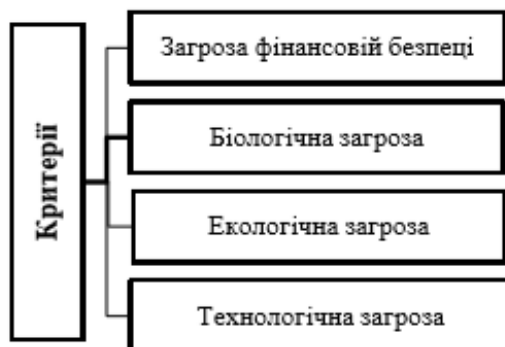 Критерії
Загроза фінансовій безпеці
Біологічна загроза
Екологічна загроза
Технологічна загроза